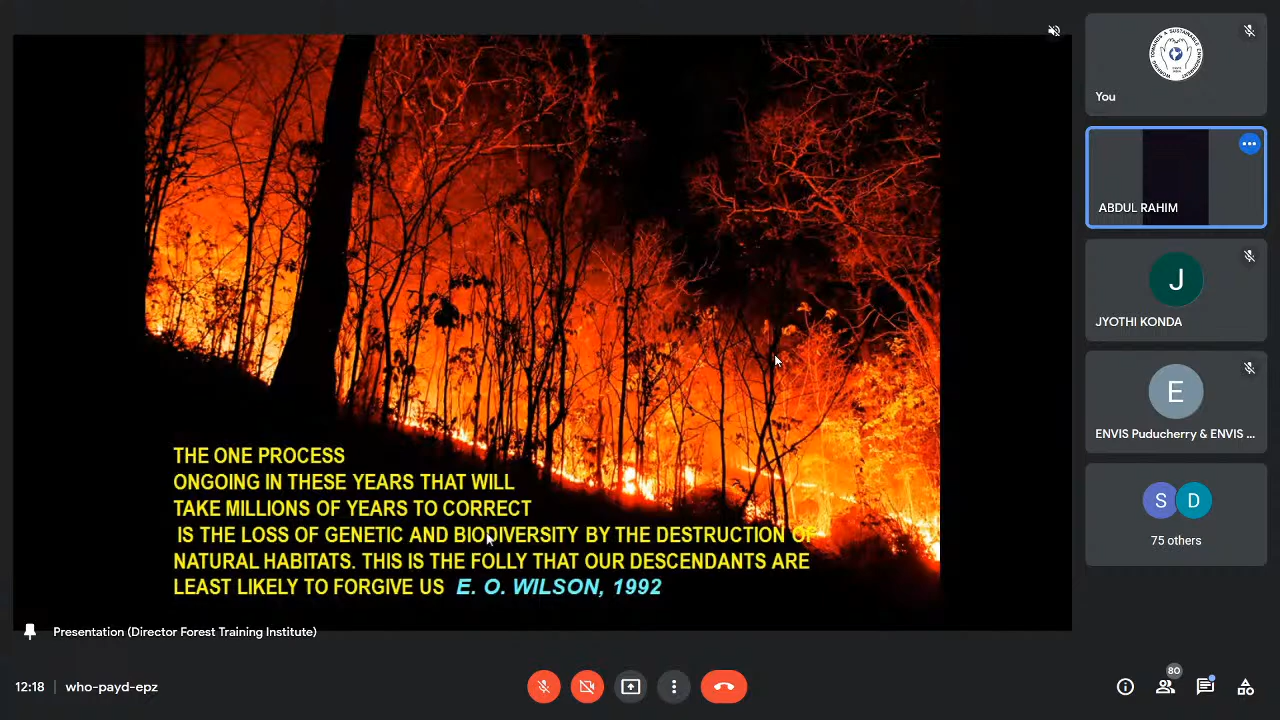 You
ABDUL RAHIM
J
JYOTHI KONDA
E
ENVIS Puducherry & ENVIS ...
S D
75 others
THE ONE PROCESS
ONGOING IN THESE YEARS THAT WILL
TAKE MILLIONS OF YEARS TO CORRECT
IS THE LOSS OF GENETIC AND BIODIVERSITY BY THE DESTRUCTION OF
NATURAL HABITATS. THIS IS THE FOLLY THAT OUR DESCENDANTS ARE
LEAST LIKELY TO FORGIVE US E. O. WILSON, 1992
Presentation (Director Forest Training Institute)
12:18 | who-payd-epz
80